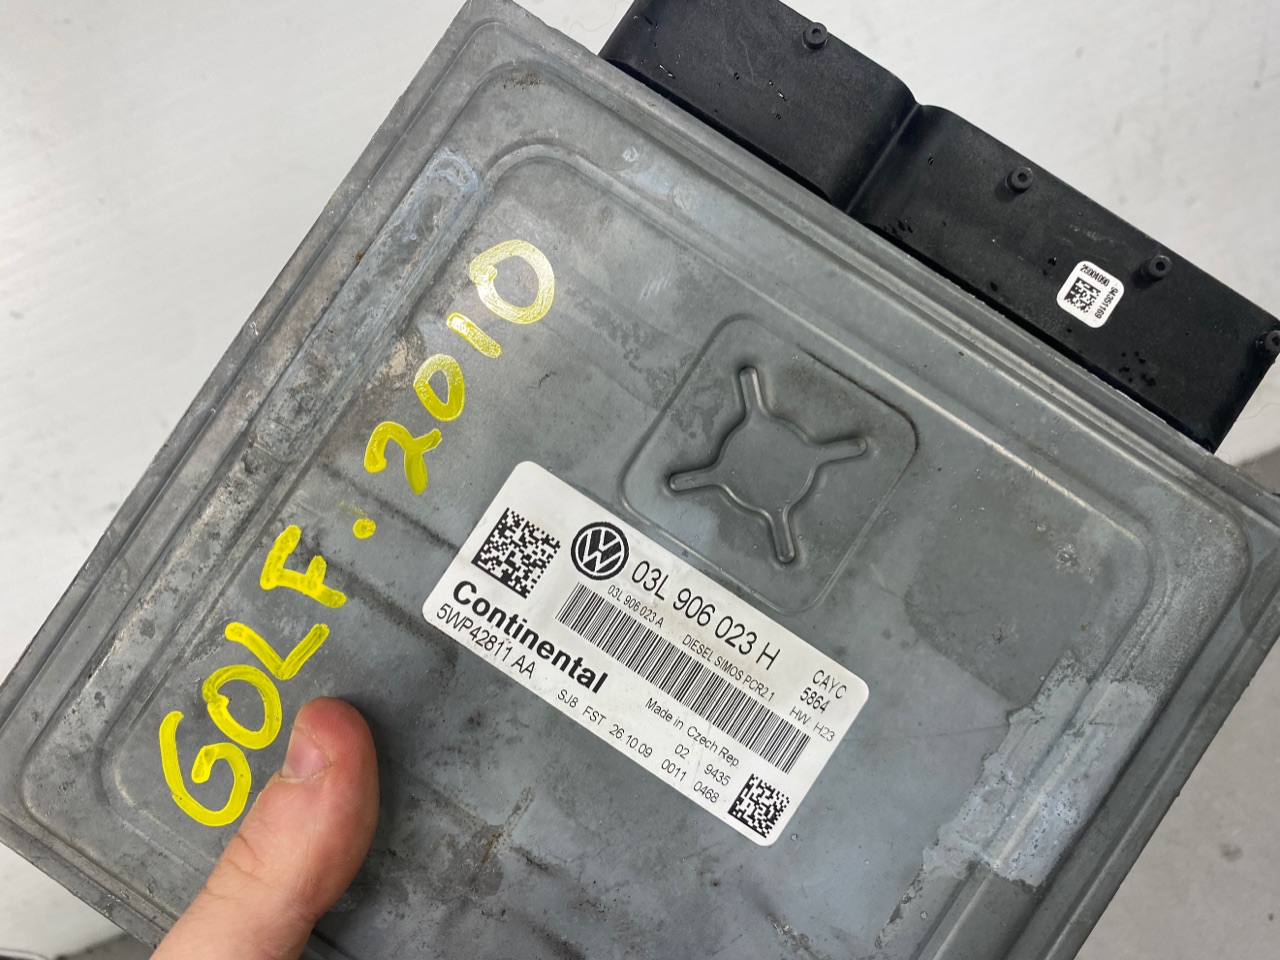 GOLF. 2010
03L 906 023 H
03L 906 023 A DIESEL SIMOS PCR2.1
CAYC
5864
HW H23
Continental
5WP42811 AA
Made in Czech Rep.
02 9435
SJ8 FST 26 10 09 0011 0468